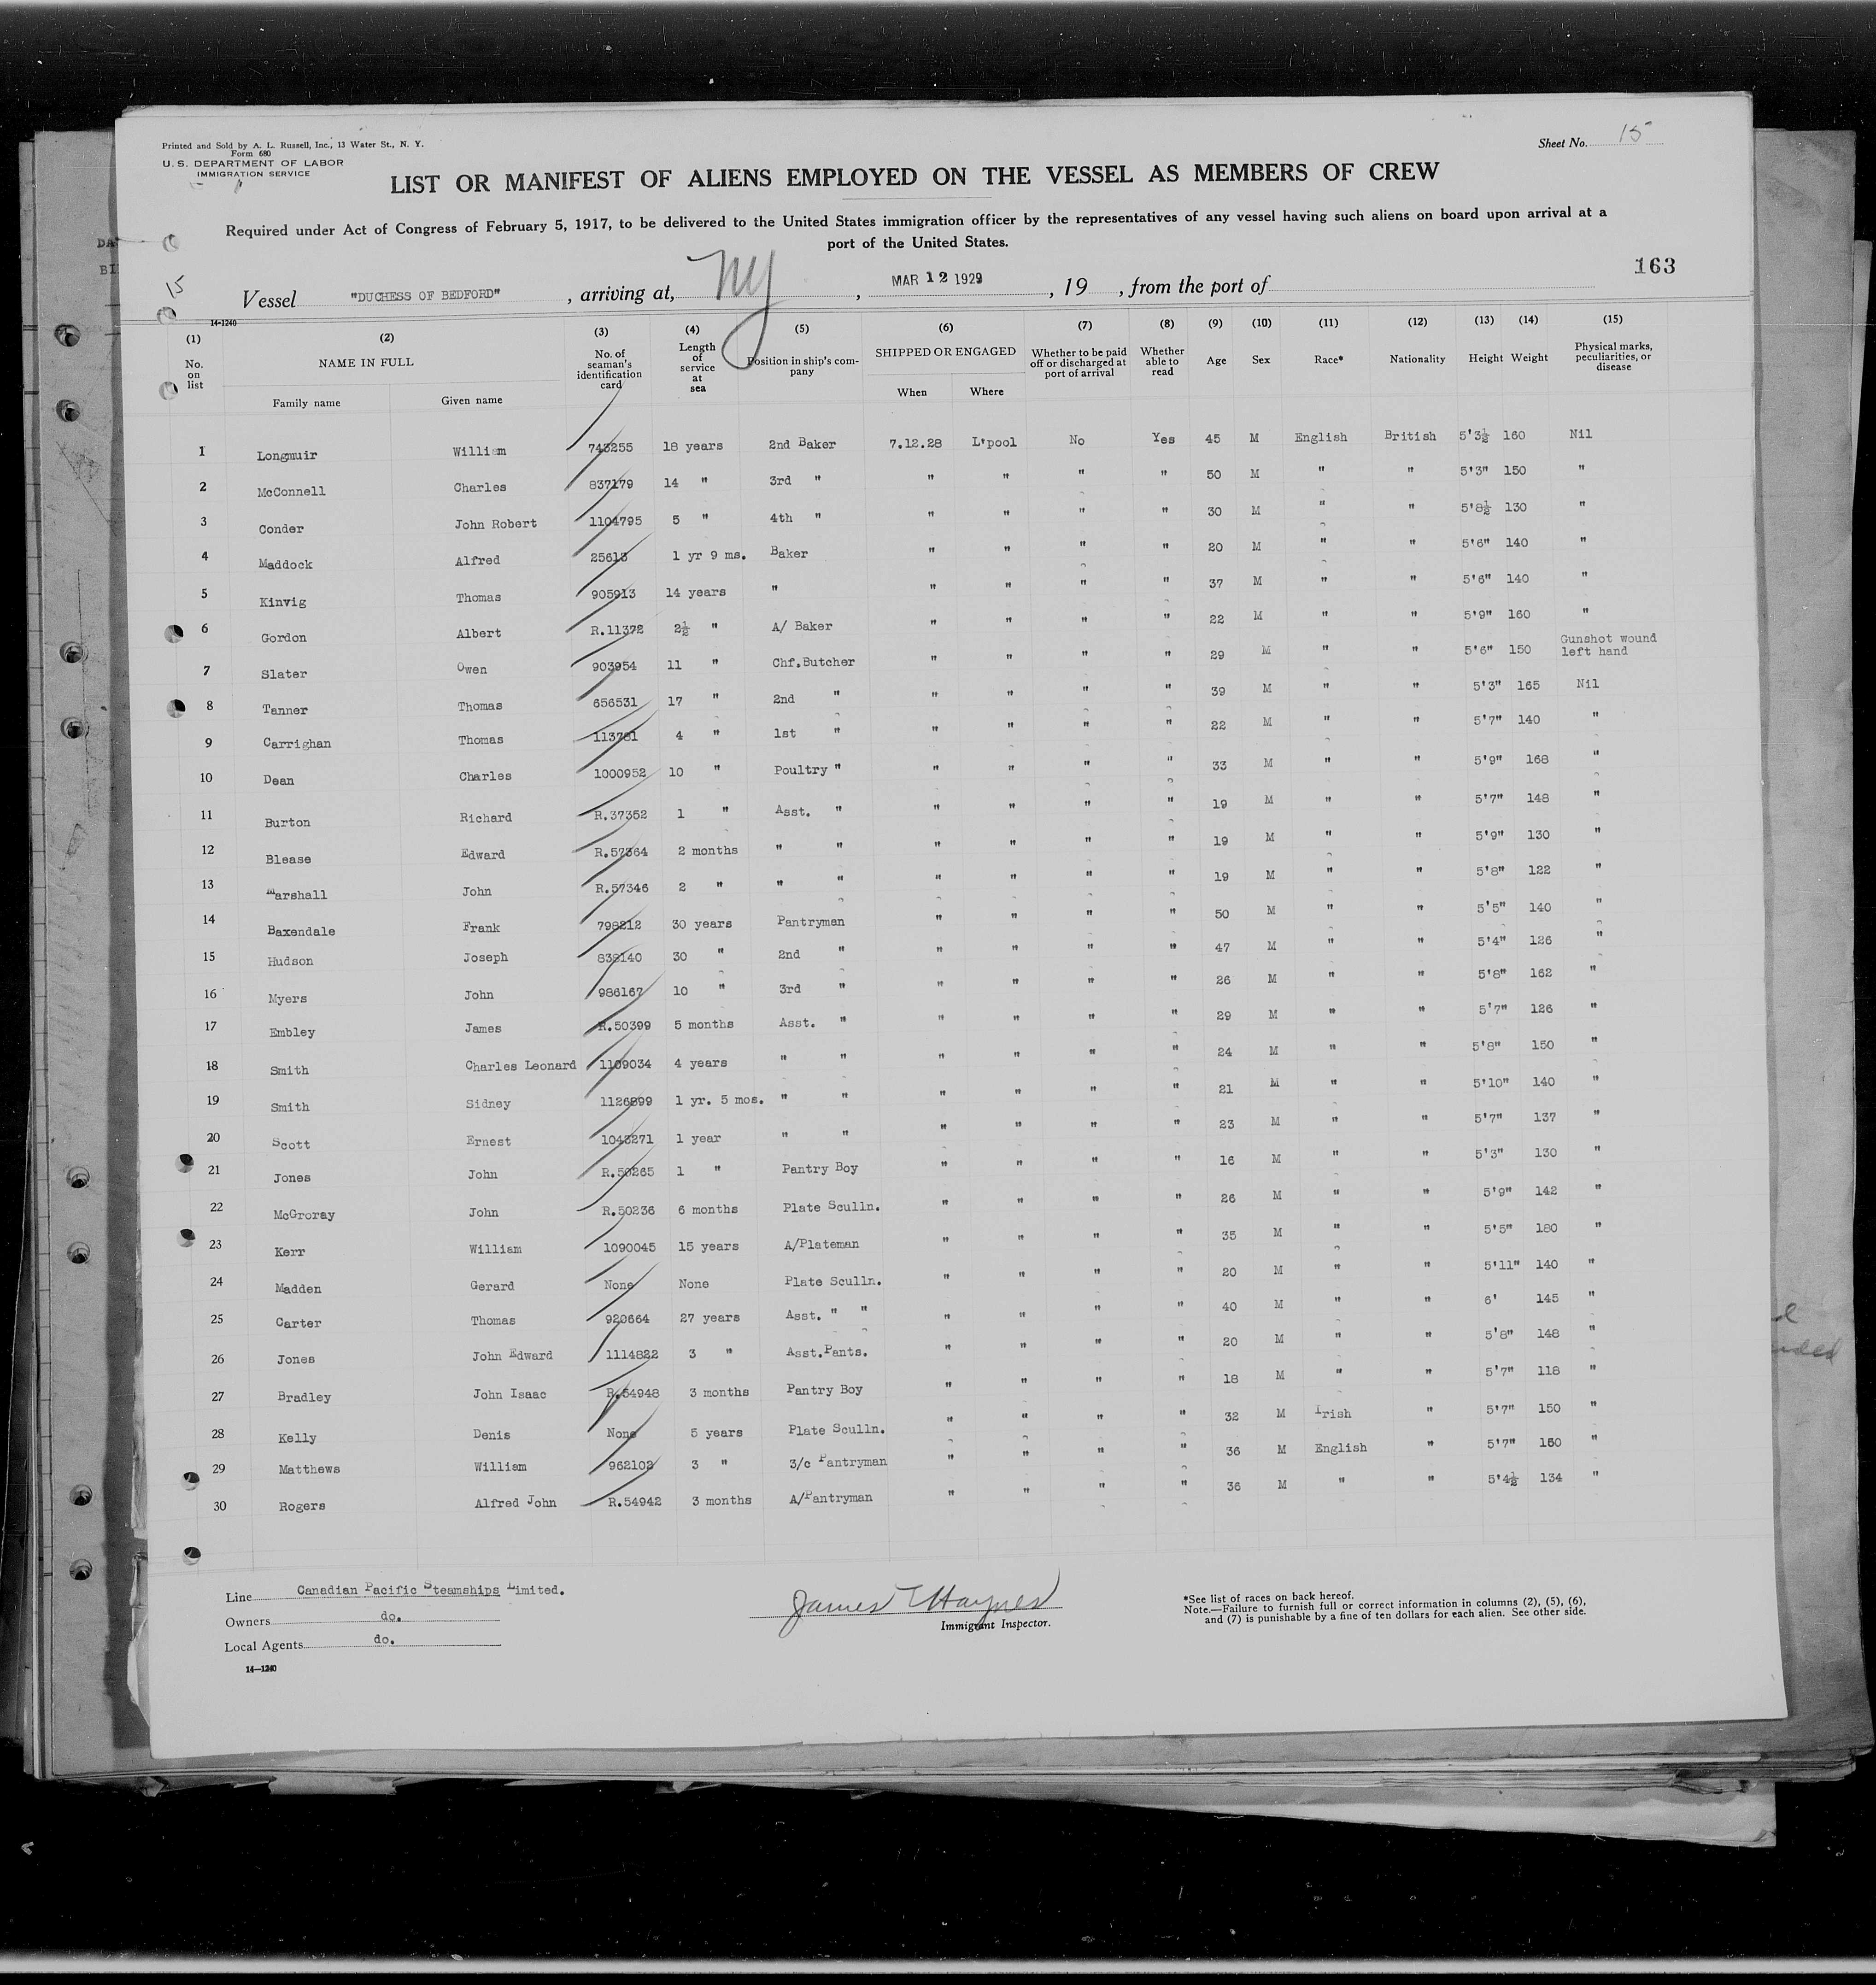 Printed and Sold by A. L. Russell, Inc., 13 Water St., N. Y.
Form 680
U. S. DEPARTMENT OF LABOR
IMMIGRATION SERVICE
Sheet No. 15
LIST OR MANIFEST OF ALIENS EMPLOYED ON THE VESSEL AS MEMBERS OF CREW
Required under Act of Congress of February 5, 1917, to be delivered to the United States immigration officer by the representatives of any vessel having such aliens on board upon arrival at a
port of the United States.
163
15
Vessel "DUCHESS OF BEDFORD", arriving at, NY, MAR 12 1929, 19, from the port of
14-1240
(1) (2) (3) (4) (5) (6) (7) (8) (9) (10) (11) (12) (13) (14) (15)
No. on list NAME IN FULL No. of seaman's identification card Length of service at sea Position in ship's company SHIPPED OR ENGAGED Whether to be paid off or discharged at port of arrival Whether able to read Age Sex Race* Nationality Height Weight Physical marks, peculiarities, or disease
Family name Given name When Where
1 Longmuir William 743255 18 years 2nd Baker 7.12.28 L'pool No Yes 45 M English British 5'3½ 160 Nil
2 McConnell Charles 837179 14 " 3rd " " " " " 50 M " " 5'3" 150 "
3 Conder John Robert 1104795 5 " 4th " " " " " 30 M " " 5'8½ 130 "
4 Maddock Alfred 25613 1 yr 9 ms. Baker " " " " 20 M " " 5'6" 140 "
5 Kinvig Thomas 905913 14 years " " " " " 37 M " " 5'6" 140 "
6 Gordon Albert R.11372 2½ " A/ Baker " " " " 22 M " " 5'9" 160 "
7 Slater Owen 903954 11 " Chf.Butcher " " " " 29 M " " 5'6" 150 Gunshot wound left hand
8 Tanner Thomas 656531 17 " 2nd " " " " " 39 M " " 5'3" 165 Nil
9 Carrighan Thomas 113781 4 " 1st " " " " " 22 M " " 5'7" 140 "
10 Dean Charles 1000952 10 " Poultry " " " " " 33 M " " 5'9" 168 "
11 Burton Richard R.37352 1 " Asst. " " " " " 19 M " " 5'7" 148 "
12 Blease Edward R.57364 2 months " " " " " " 19 M " " 5'9" 130 "
13 Marshall John R.57346 2 " " " " " " " 19 M " " 5'8" 122 "
14 Baxendale Frank 798212 30 years Pantryman " " " " 50 M " " 5'5" 140 "
15 Hudson Joseph 838140 30 " 2nd " " " " " 47 M " " 5'4" 126 "
16 Myers John 986167 10 " 3rd " " " " " 26 M " " 5'8" 162 "
17 Embley James R.50399 5 months Asst. " " " " " 29 M " " 5'7" 126 "
18 Smith Charles Leonard 1109034 4 years " " " " " " 24 M " " 5'8" 150 "
19 Smith Sidney 1126899 1 yr. 5 mos. " " " " " " 21 M " " 5'10" 140 "
20 Scott Ernest 1043271 1 year " " " " " " 23 M " " 5'7" 137 "
21 Jones John R.50265 1 " Pantry Boy " " " " 16 M " " 5'3" 130 "
22 McGroray John R.50236 6 months Plate Sculln. " " " " 26 M " " 5'9" 142 "
23 Kerr William 1090045 15 years A/Plateman " " " " 35 M " " 5'5" 180 "
24 Madden Gerard None None Plate Sculln. " " " " 20 M " " 5'11" 140 "
25 Carter Thomas 920664 27 years Asst. " " " " " " 40 M " " 6' 145 "
26 Jones John Edward 1114822 3 " Asst.Pants. " " " " 20 M " " 5'8" 148 "
27 Bradley John Isaac R.54948 3 months Pantry Boy " " " " 18 M " " 5'7" 118 "
28 Kelly Denis None 5 years Plate Sculln. " " " " 32 M Irish " 5'7" 150 "
29 Matthews William 962102 3 " 3/c Pantryman " " " " 36 M English " 5'7" 160 "
30 Rogers Alfred John R.54942 3 months A/Pantryman " " " " 36 M " " 5'4½ 134 "
Line Canadian Pacific Steamships Limited.
Owners do.
Local Agents do.
14-1240
James T Haynes
Immigrant Inspector.
*See list of races on back hereof.
Note.—Failure to furnish full or correct information in columns (2), (5), (6),
and (7) is punishable by a fine of ten dollars for each alien. See other side.